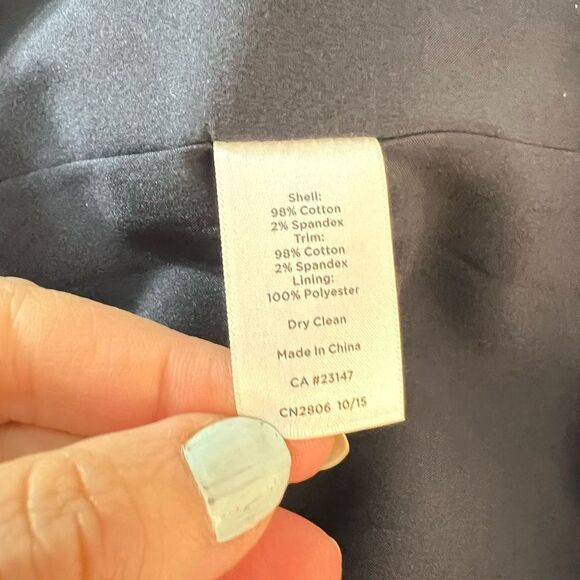 Shell:
98% Cotton
2% Spandex
Trim:
98% Cotton
2% Spandex
Lining:
100% Polyester
Dry Clean
Made In China
CA #23147
CN2806 10/15